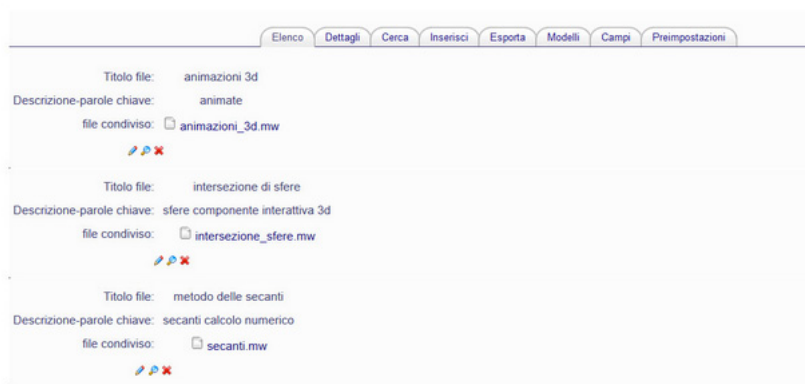 Elenco Dettagli Cerca Inserisci Esporta Modelli Campi Preimpostazioni
Titolo file: animazioni 3d
Descrizione-parole chiave: animate
file condiviso: animazioni_3d.mw
Titolo file: intersezione di sfere
Descrizione-parole chiave: sfere componente interattiva 3d
file condiviso: intersezione_sfere.mw
Titolo file: metodo delle secanti
Descrizione-parole chiave: secanti calcolo numerico
file condiviso: secanti.mw